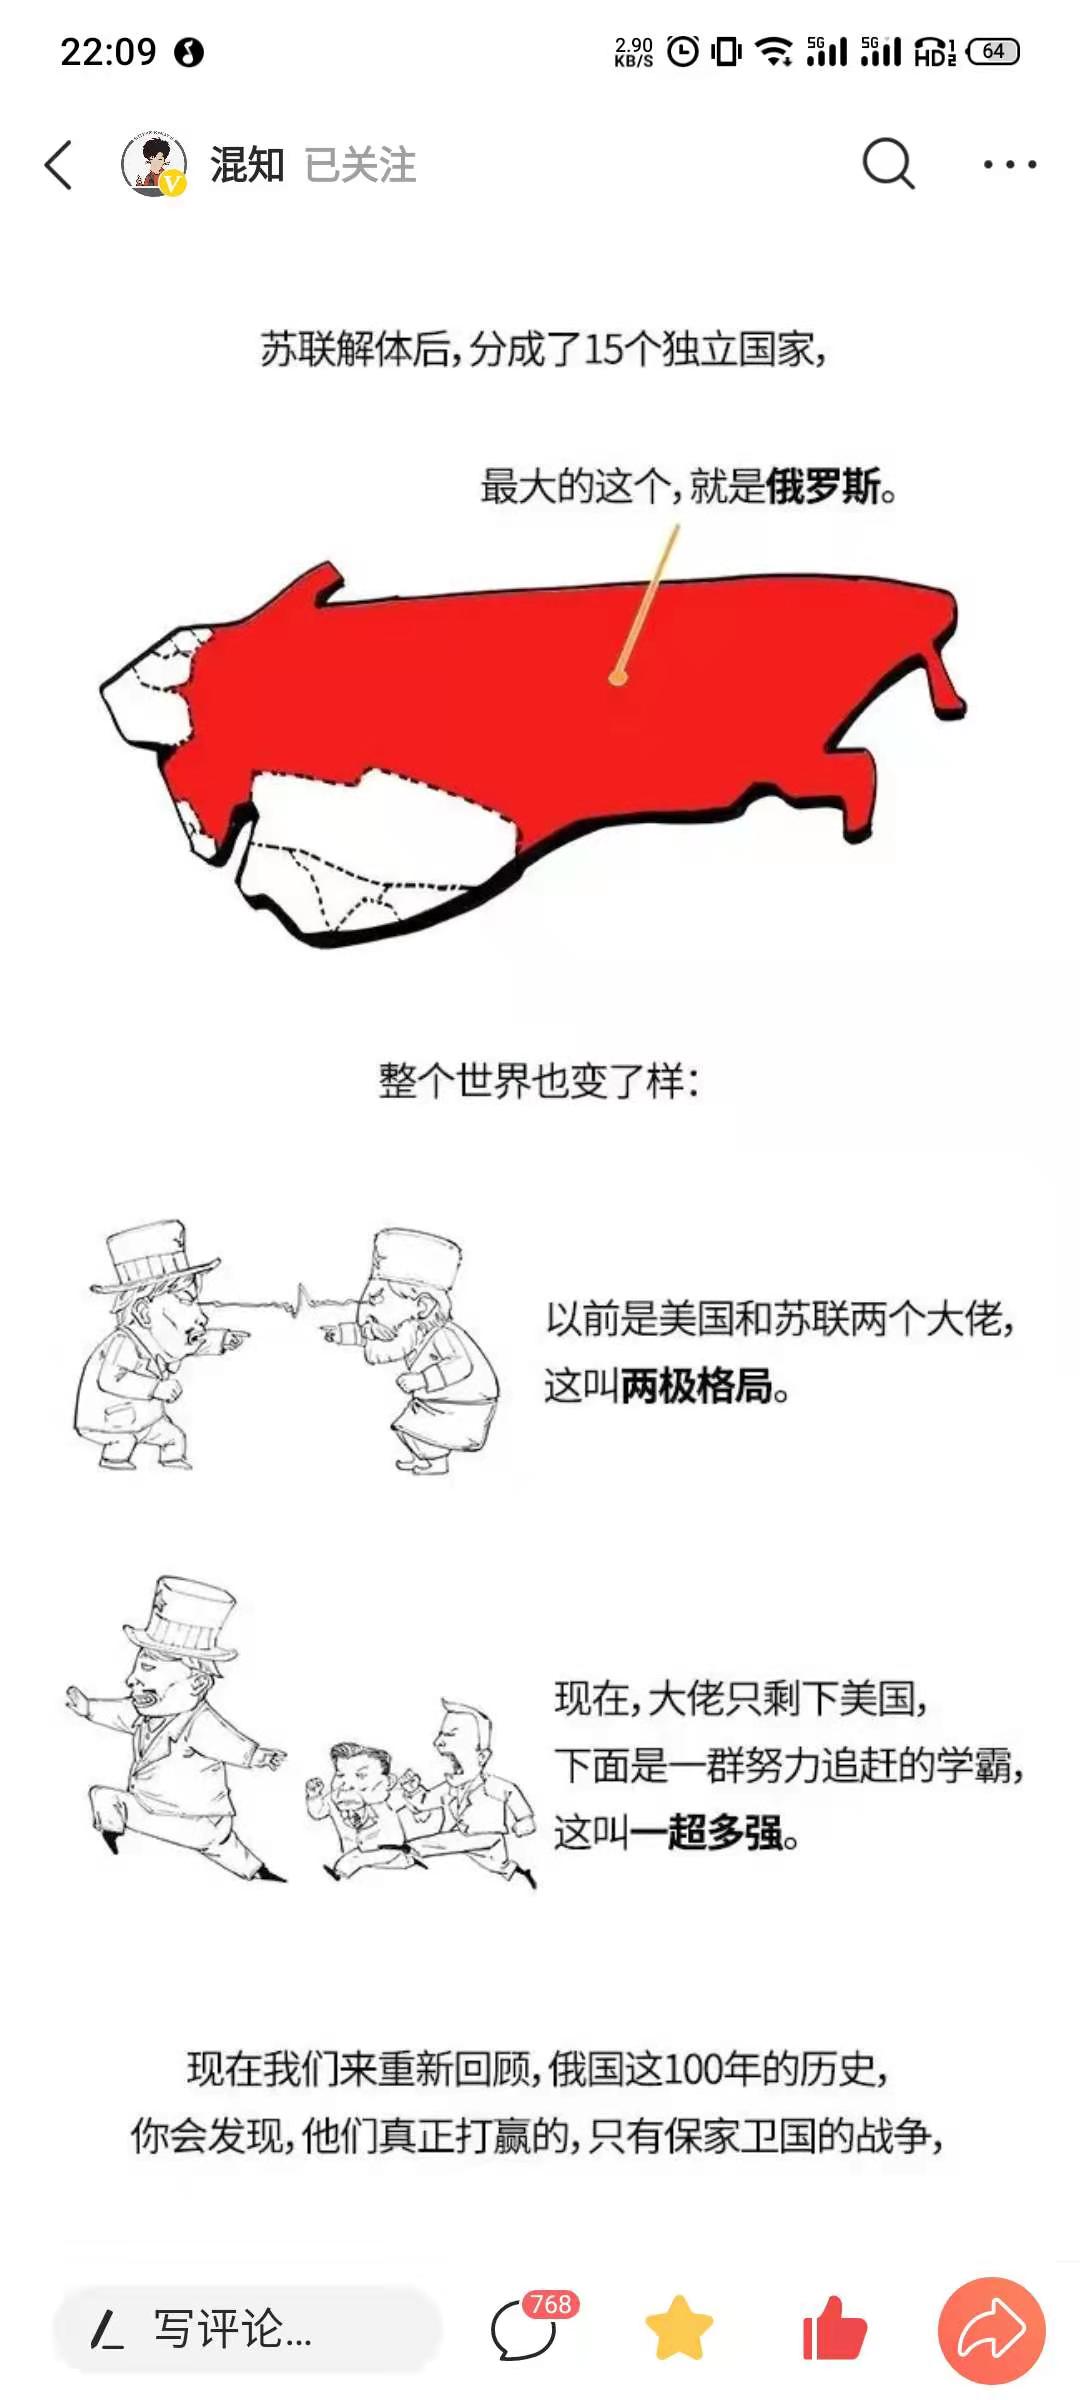 22:09
2.90
KB/S
5G
5G
HD 1
2
64
混知 已关注
苏联解体后，分成了15个独立国家，
最大的这个，就是俄罗斯。
整个世界也变了样：
以前是美国和苏联两个大佬，
这叫两极格局。
现在，大佬只剩下美国，
下面是一群努力追赶的学霸，
这叫一超多强。
现在我们来重新回顾，俄国这100年的历史，
你会发现，他们真正打赢的，只有保家卫国的战争，
写评论...
768